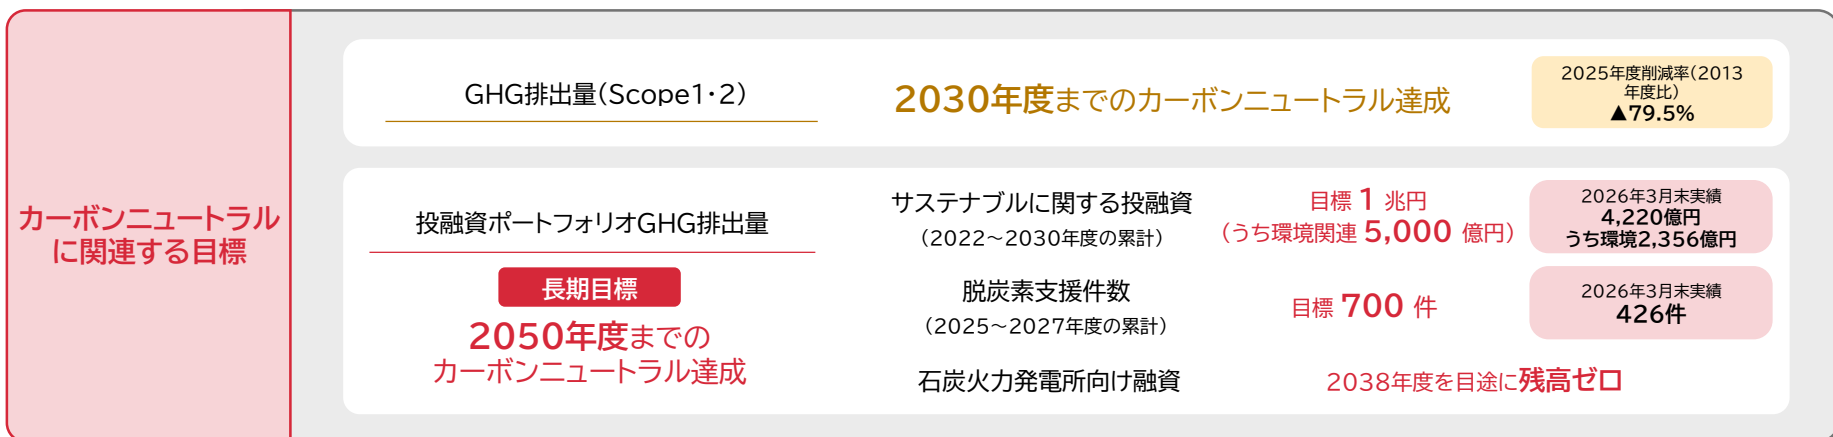 カーボンニュートラル
に関連する目標
GHG排出量(Scope1・2)
2030年度までのカーボンニュートラル達成
2025年度削減率(2013
年度比)
▲79.5%
投融資ポートフォリオGHG排出量
長期目標
2050年度までの
カーボンニュートラル達成
サステナブルに関する投融資
(2022～2030年度の累計)
目標 1 兆円
(うち環境関連 5,000 億円)
2026年3月末実績
4,220億円
うち環境2,356億円
脱炭素支援件数
(2025～2027年度の累計)
目標 700 件
2026年3月末実績
426件
石炭火力発電所向け融資
2038年度を目途に残高ゼロ